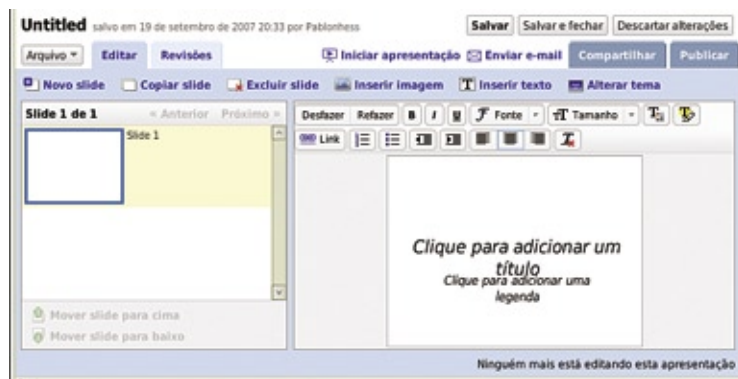 Untitled salvo em 19 de setembro de 2007 20:33 por Pablonhess Salvar Salvar e fechar Descartar alterações
Arquivo Editar Revisões Iniciar apresentação Enviar e-mail Compartilhar Publicar
Novo slide Copiar slide Excluir slide Inserir imagem T Inserir texto Alterar tema
Slide 1 de 1 « Anterior Próximo »
Slide 1
Mover slide para cima
Mover slide para baixo
Desfazer Refazer B I U F Fonte T Tamanho T T
Link T
Clique para adicionar um
título
Clique para adicionar uma
legenda
Ninguém mais está editando esta apresentação